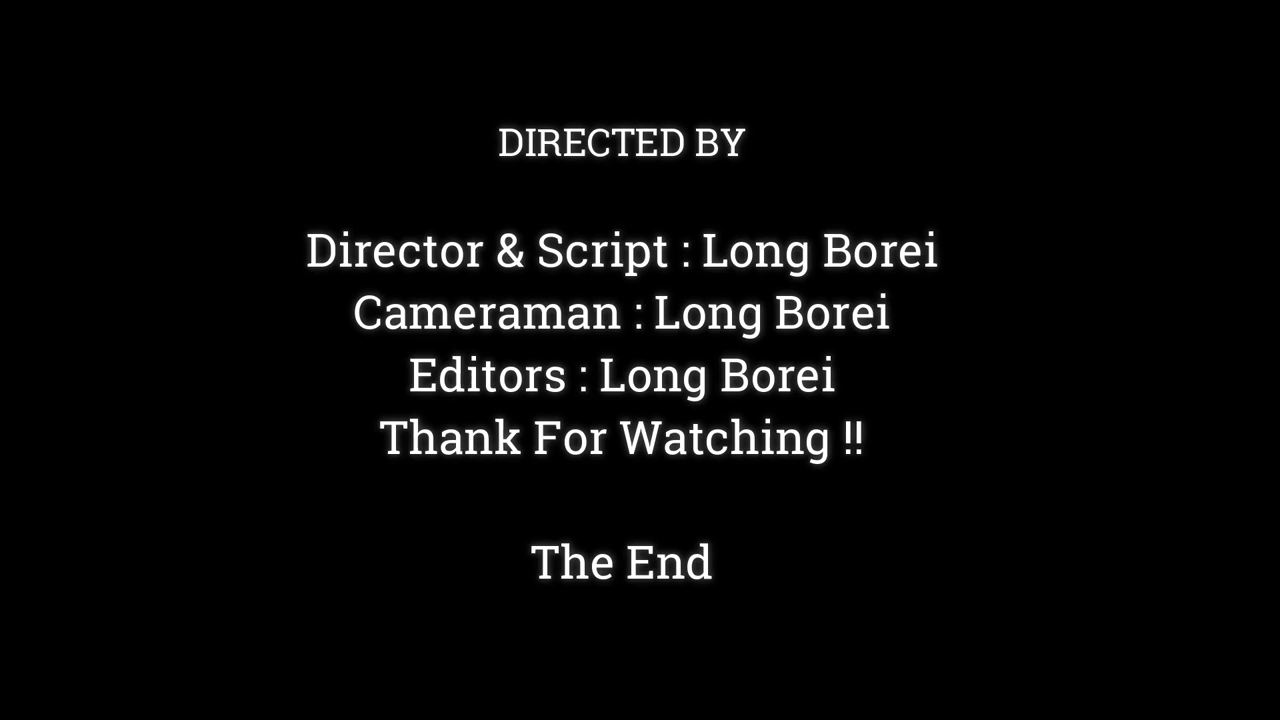 DIRECTED BY
Director & Script : Long Borei
Cameraman : Long Borei
Editors : Long Borei
Thank For Watching !!
The End